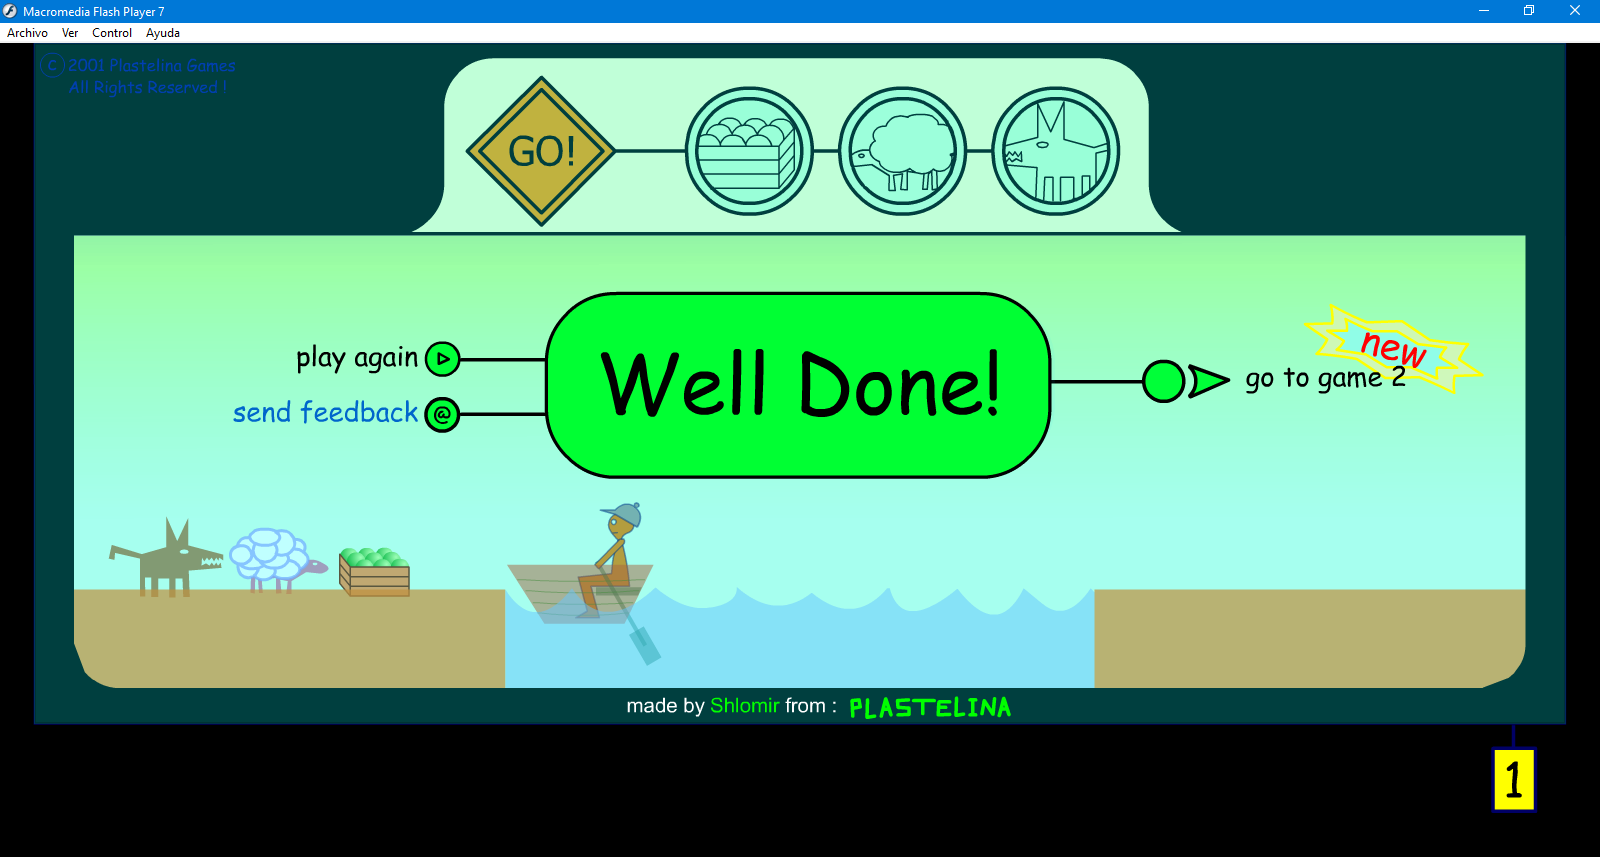 Macromedia Flash Player 7
Archivo Ver Control Ayuda
© 2001 Plastelina Games
All Rights Reserved !
GO!
new
play again
Well Done!
go to game 2
send feedback @
made by Shlomir from : PLASTELINA
1